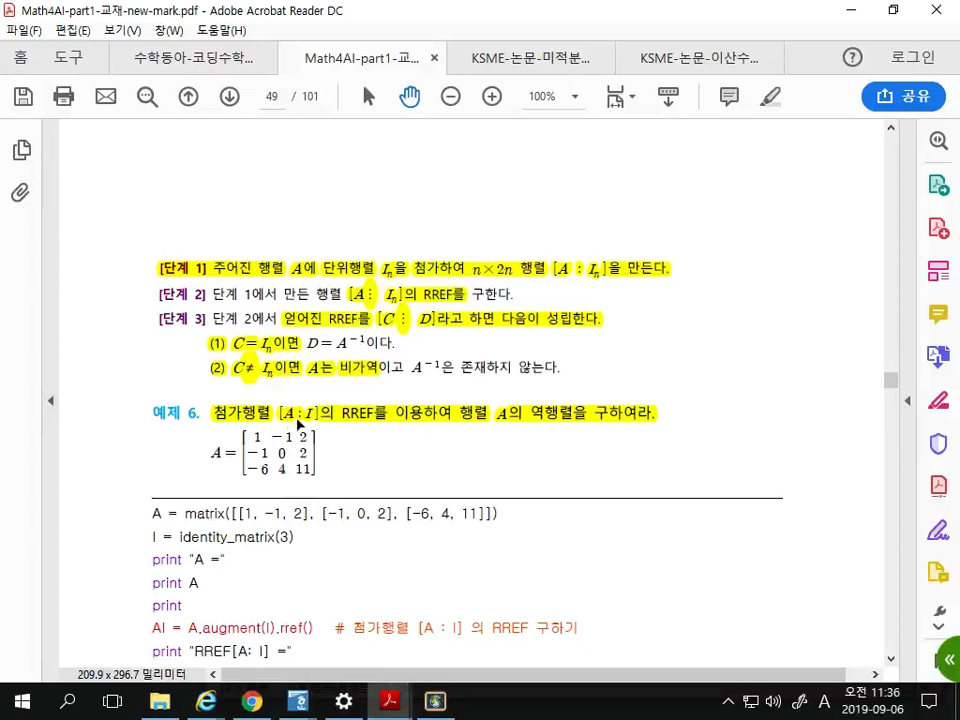 Math4AI-part1-교재-new-mark.pdf - Adobe Acrobat Reader DC
파일(F) 편집(E) 보기(V) 창(W) 도움말(H)
홈 도구 수학동아-코딩수학... Math4AI-part1-교... × KSME-논문-미적분... KSME-논문-이산수... 로그인
49 / 101 100% 공유
[단계 1] 주어진 행렬 A에 단위행렬 Iₙ을 첨가하여 n×2n 행렬 [A : Iₙ]을 만든다.
[단계 2] 단계 1에서 만든 행렬 [A ⋮ Iₙ]의 RREF를 구한다.
[단계 3] 단계 2에서 얻어진 RREF를 [C ⋮ D]라고 하면 다음이 성립한다.
(1) C= Iₙ이면 D= A⁻¹이다.
(2) C≠ Iₙ이면 A는 비가역이고 A⁻¹은 존재하지 않는다.
예제 6. 첨가행렬 [A : I]의 RREF를 이용하여 행렬 A의 역행렬을 구하여라.
1 −1 2
A = −1 0 2
−6 4 11
A = matrix([[1, -1, 2], [-1, 0, 2], [-6, 4, 11]])
I = identity_matrix(3)
print "A ="
print A
print
AI = A.augment(I).rref() # 첨가행렬 [A : I] 의 RREF 구하기
print "RREF[A: I] ="
209.9 x 296.7 밀리미터
A 오전 11:36
2019-09-06